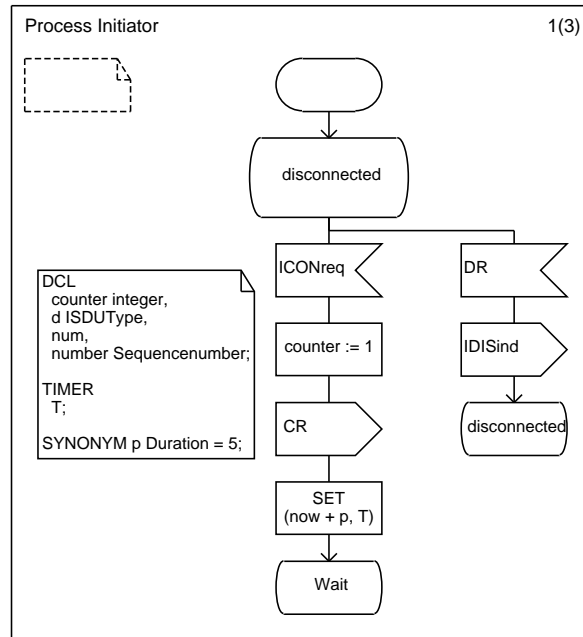 Process Initiator
1(3)
disconnected
ICONreq
DR
DCL
counter integer,
d ISDUType,
num,
number Sequencenumber;
TIMER
T;
SYNONYM p Duration = 5;
counter := 1
IDISind
CR
disconnected
SET
(now + p, T)
Wait